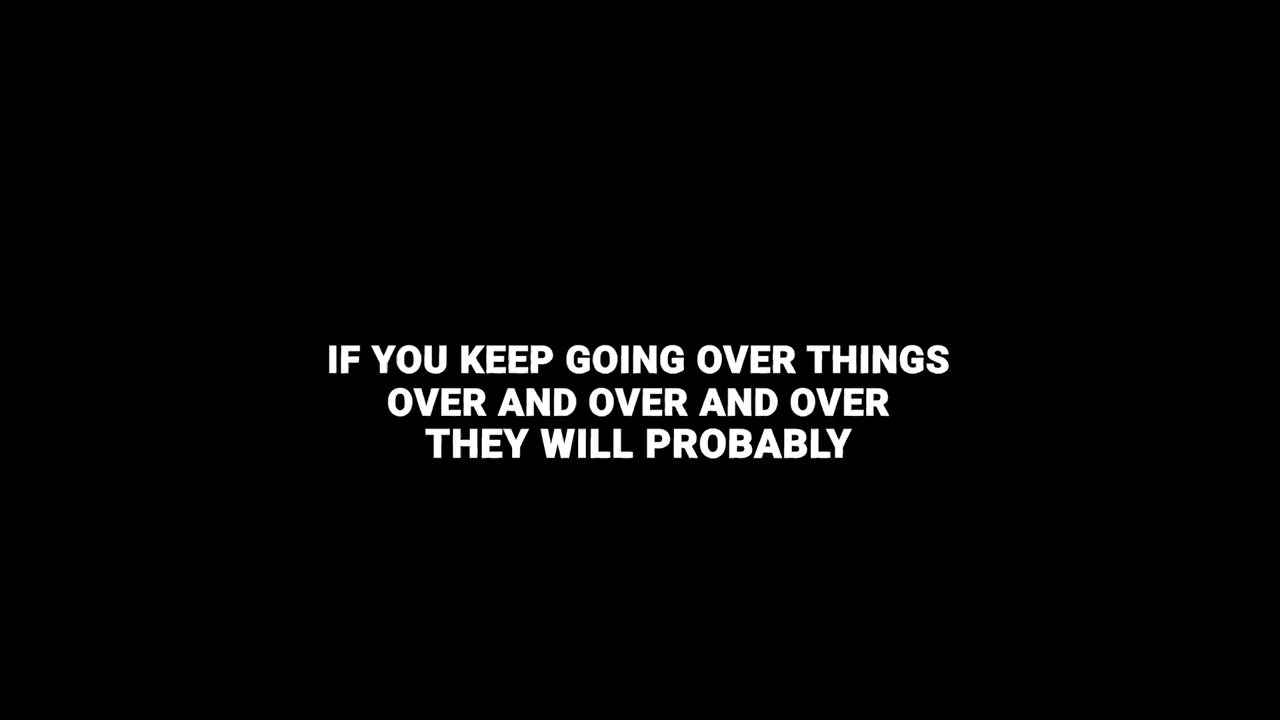 IF YOU KEEP GOING OVER THINGS
OVER AND OVER AND OVER
THEY WILL PROBABLY